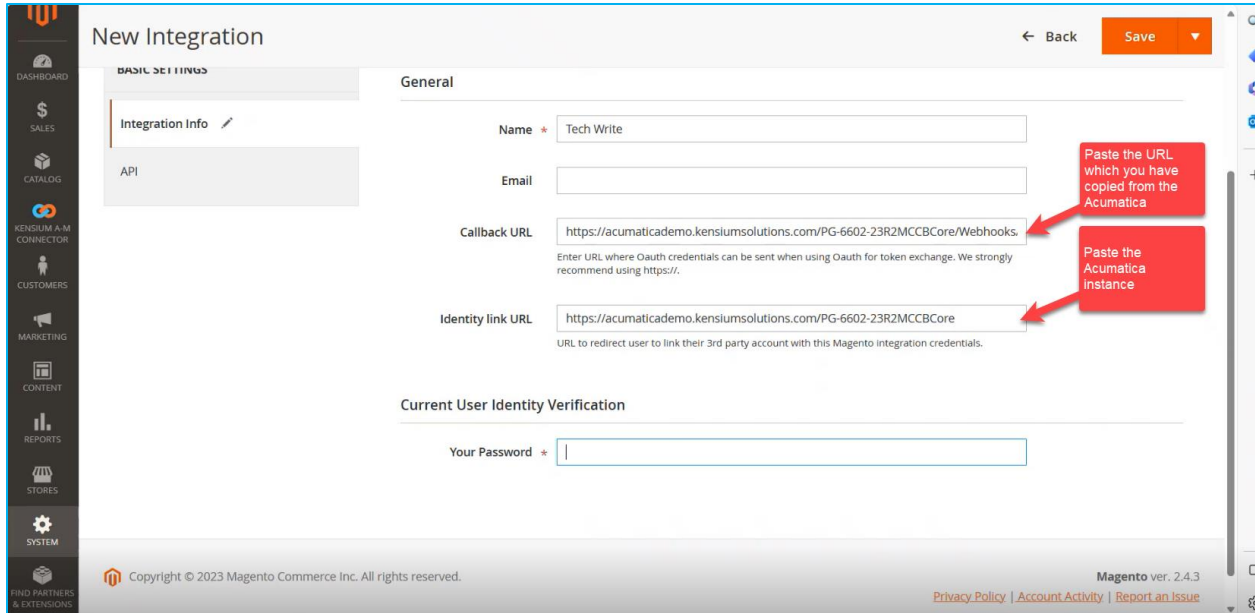 New Integration
← Back
Save
DASHBOARD
BASIC SETTINGS
General
$
SALES
Integration Info
Name *
Tech Write
CATALOG
API
Email
Paste the URL
which you have
copied from the
Acumatica
KENSIUM A-M
CONNECTOR
Callback URL
https://acumaticademo.kensiumsolutions.com/PG-6602-23R2MCCBCore/Webhooks/
Enter URL where Oauth credentials can be sent when using Oauth for token exchange. We strongly
recommend using https://.
Paste the
Acumatica
instance
CUSTOMERS
Identity link URL
https://acumaticademo.kensiumsolutions.com/PG-6602-23R2MCCBCore
URL to redirect user to link their 3rd party account with this Magento integration credentials.
MARKETING
CONTENT
Current User Identity Verification
REPORTS
Your Password *
STORES
SYSTEM
Copyright © 2023 Magento Commerce Inc. All rights reserved.
Magento ver. 2.4.3
FIND PARTNERS
& EXTENSIONS
Privacy Policy | Account Activity | Report an Issue